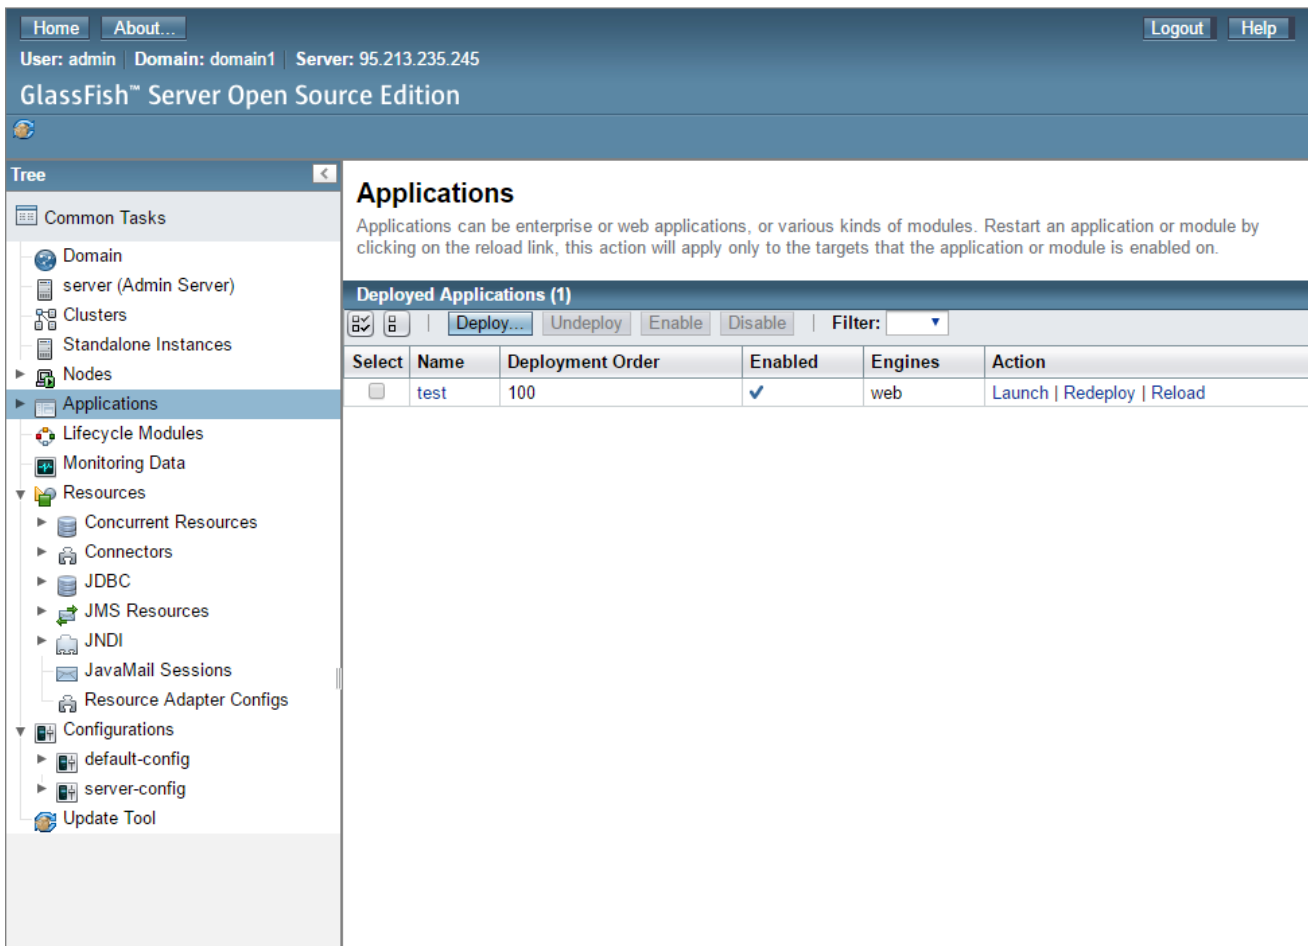 Home About... Logout Help
User: admin | Domain: domain1 | Server: 95.213.235.245
GlassFish™ Server Open Source Edition
Tree
Common Tasks
Domain
server (Admin Server)
Clusters
Standalone Instances
Nodes
Applications
Lifecycle Modules
Monitoring Data
Resources
Concurrent Resources
Connectors
JDBC
JMS Resources
JNDI
JavaMail Sessions
Resource Adapter Configs
Configurations
default-config
server-config
Update Tool
Applications
Applications can be enterprise or web applications, or various kinds of modules. Restart an application or module by
clicking on the reload link, this action will apply only to the targets that the application or module is enabled on.
Deployed Applications (1)
Deploy... Undeploy Enable Disable | Filter:
Select Name Deployment Order Enabled Engines Action
test 100 web Launch | Redeploy | Reload